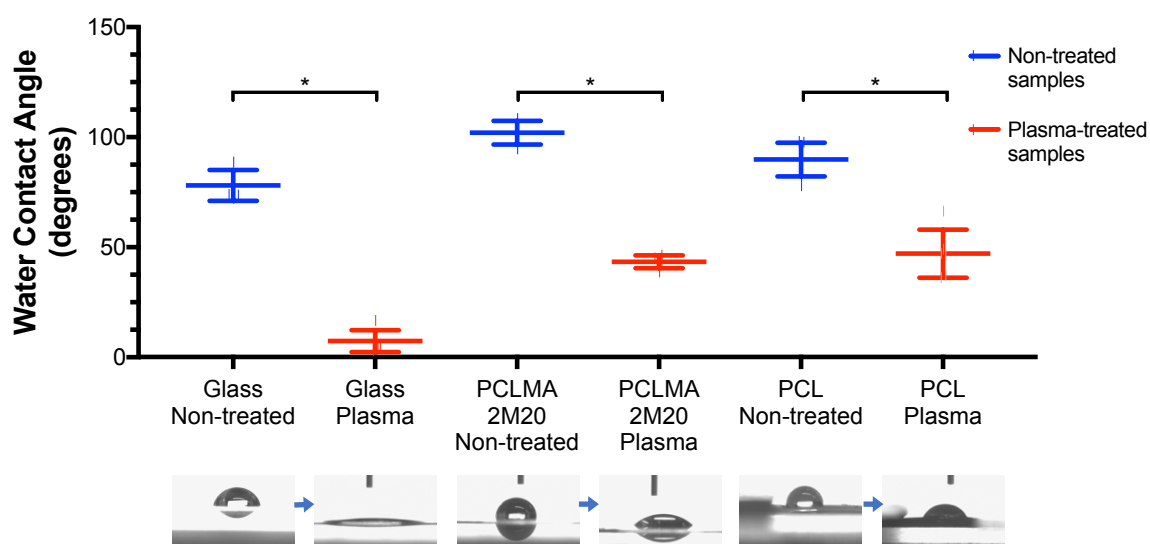 Water Contact Angle
(degrees)
150
100
50
0
*
*
*
Non-treated
samples
Plasma-treated
samples
Glass
Non-treated
Glass
Plasma
PCLMA
2M20
Non-treated
PCLMA
2M20
Plasma
PCL
Non-treated
PCL
Plasma